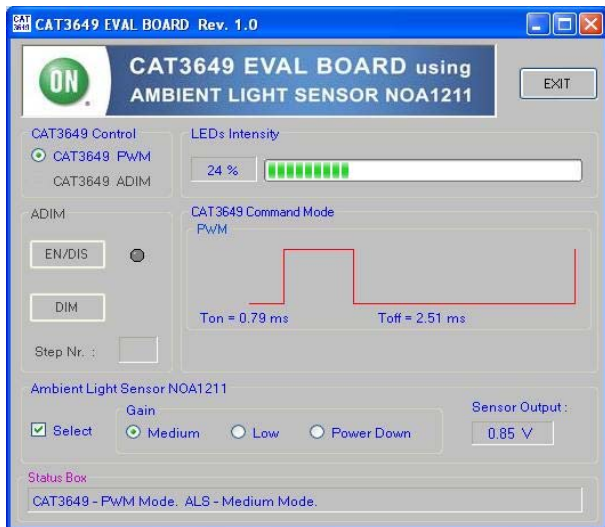 CAT 3649 CAT3649 EVAL BOARD Rev. 1.0
ON
CAT3649 EVAL BOARD using
AMBIENT LIGHT SENSOR NOA1211
EXIT
CAT3649 Control
CAT3649 PWM
CAT3649 ADIM
LEDs Intensity
24 %
ADIM
EN/DIS
DIM
Step Nr. :
CAT3649 Command Mode
PWM
Ton = 0.79 ms
Toff = 2.51 ms
Ambient Light Sensor NOA1211
Select
Gain
Medium
Low
Power Down
Sensor Output :
0.85 V
Status Box
CAT3649 - PWM Mode. ALS - Medium Mode.